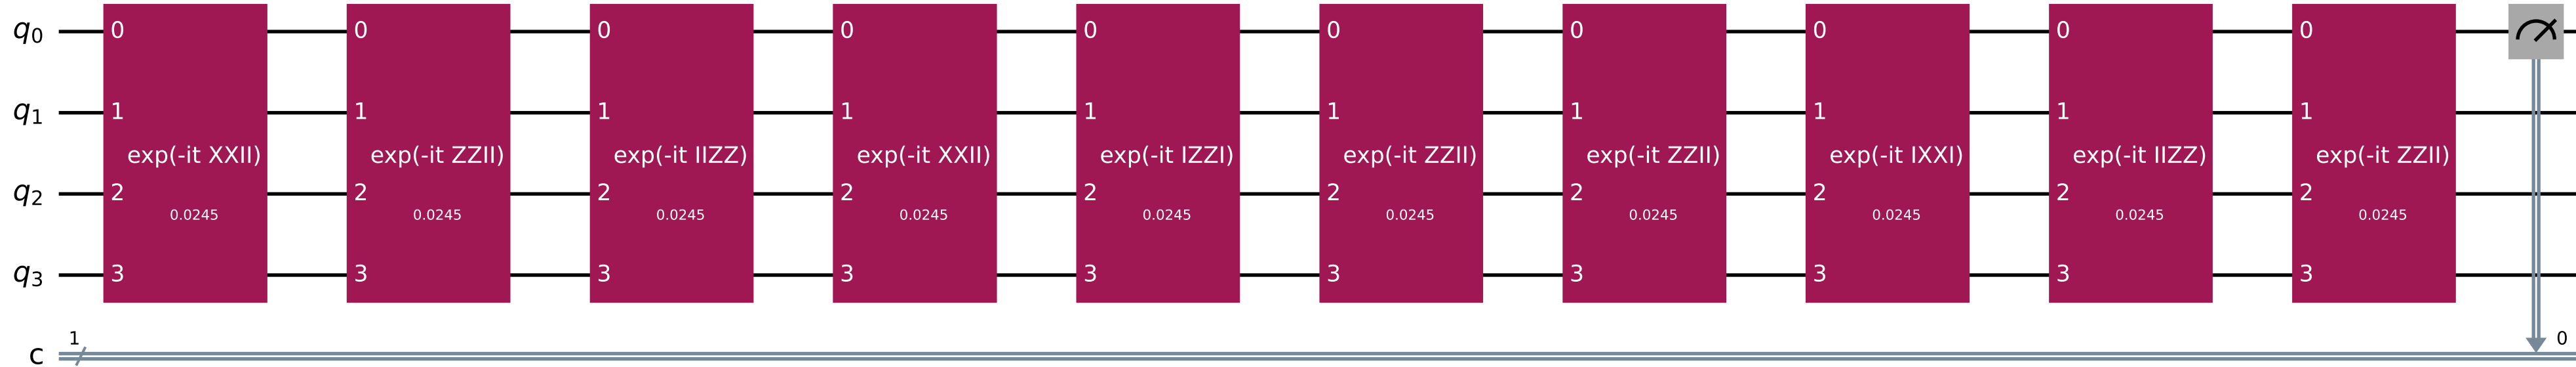 q0 0 0 0 0 0 0 0 0 0 0
q1 1 1 1 1 1 1 1 1 1 1
exp(-it XXII) exp(-it ZZII) exp(-it IIZZ) exp(-it XXII) exp(-it IZZI) exp(-it ZZII) exp(-it ZZII) exp(-it IXXI) exp(-it IIZZ) exp(-it ZZII)
q2 2 2 2 2 2 2 2 2 2 2
0.0245 0.0245 0.0245 0.0245 0.0245 0.0245 0.0245 0.0245 0.0245 0.0245
q3 3 3 3 3 3 3 3 3 3 3
1 0
c